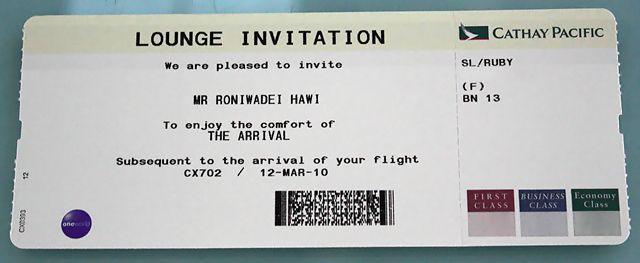 LOUNGE INVITATION
We are pleased to invite
MR RONIWADEI HAWI
To enjoy the comfort of
THE ARRIVAL
Subsequent to the arrival of your flight
CX702 / 12-MAR-10
CATHAY PACIFIC
SL/RUBY
(F)
BN 13
FIRST CLASS
BUSINESS CLASS
Economy Class
oneworld
12
CX0393